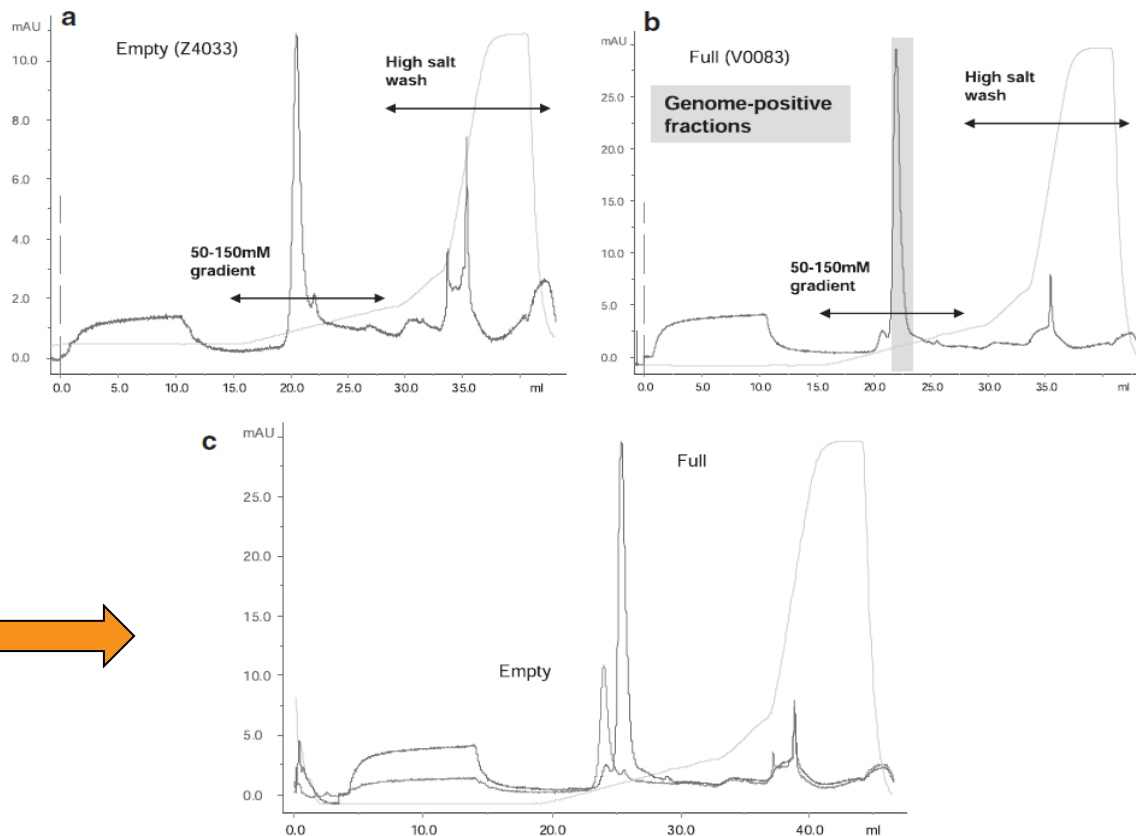 a
mAU
Empty (Z4033)
10.0
8.0
6.0
4.0
2.0
0.0
High salt
wash
50-150mM
gradient
0.0 5.0 10.0 15.0 20.0 25.0 30.0 35.0 ml
b
mAU
Full (V0083)
Genome-positive
fractions
25.0
20.0
15.0
10.0
5.0
0.0
High salt
wash
50-150mM
gradient
0.0 5.0 10.0 15.0 20.0 25.0 30.0 35.0 ml
c
mAU
Full
Empty
25.0
20.0
15.0
10.0
5.0
0.0
0.0 10.0 20.0 30.0 40.0 ml